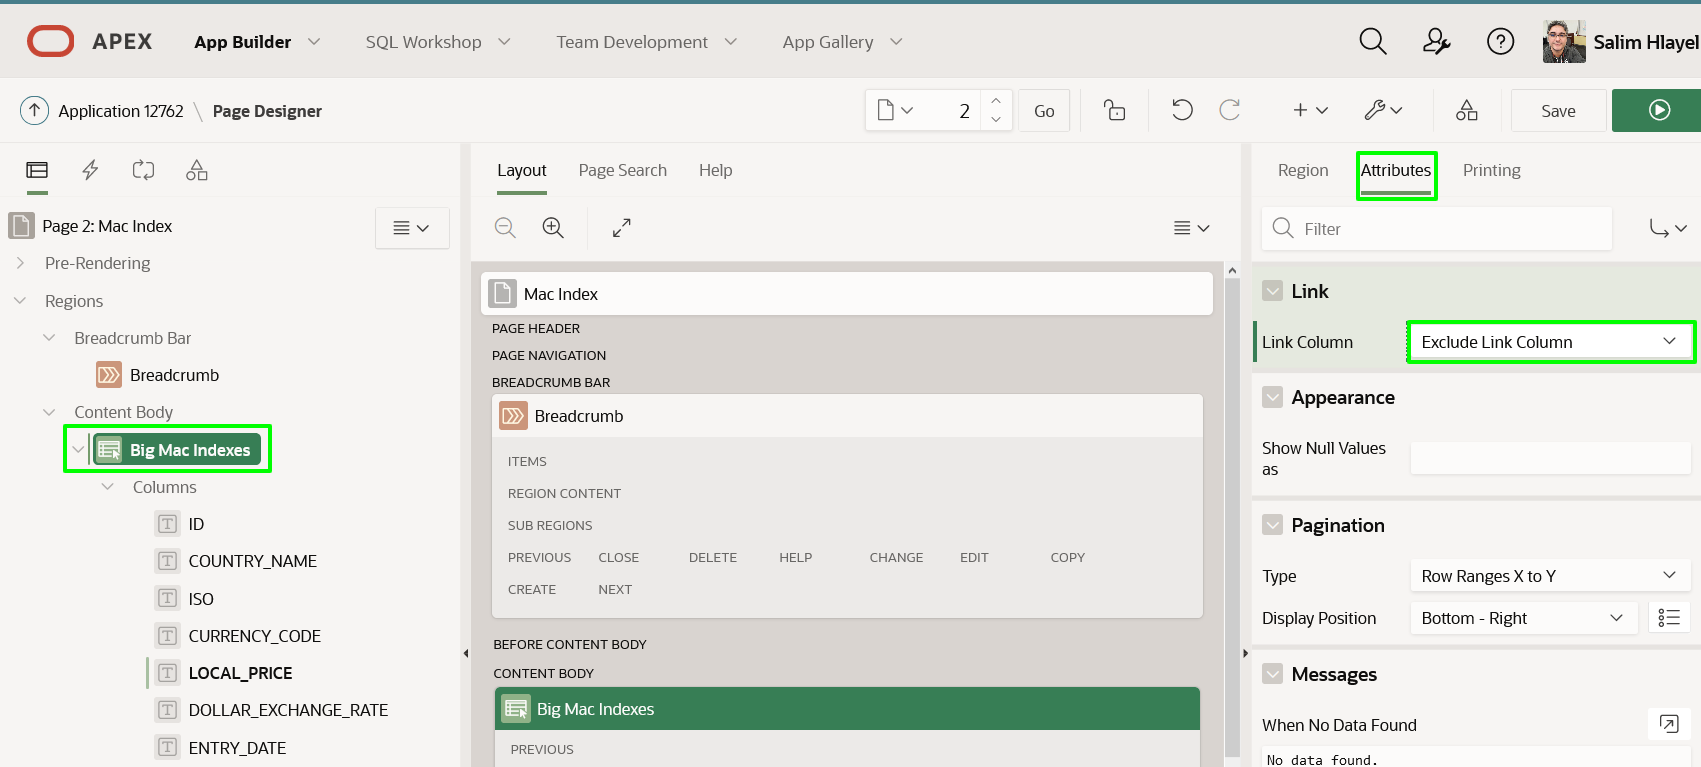 APEX App Builder SQL Workshop Team Development App Gallery Salim Hlayel
Application 12762 \ Page Designer 2 Go Save
Layout Page Search Help
Region Attributes Printing
Page 2: Mac Index
Pre-Rendering
Regions
Breadcrumb Bar
Breadcrumb
Content Body
Big Mac Indexes
Columns
ID
COUNTRY_NAME
ISO
CURRENCY_CODE
LOCAL_PRICE
DOLLAR_EXCHANGE_RATE
ENTRY_DATE
Mac Index
PAGE HEADER
PAGE NAVIGATION
BREADCRUMB BAR
Breadcrumb
ITEMS
REGION CONTENT
SUB REGIONS
PREVIOUS CLOSE DELETE HELP CHANGE EDIT COPY
CREATE NEXT
BEFORE CONTENT BODY
CONTENT BODY
Big Mac Indexes
PREVIOUS
Filter
Link
Link Column Exclude Link Column
Appearance
Show Null Values
as
Pagination
Type Row Ranges X to Y
Display Position Bottom - Right
Messages
When No Data Found
No data found.